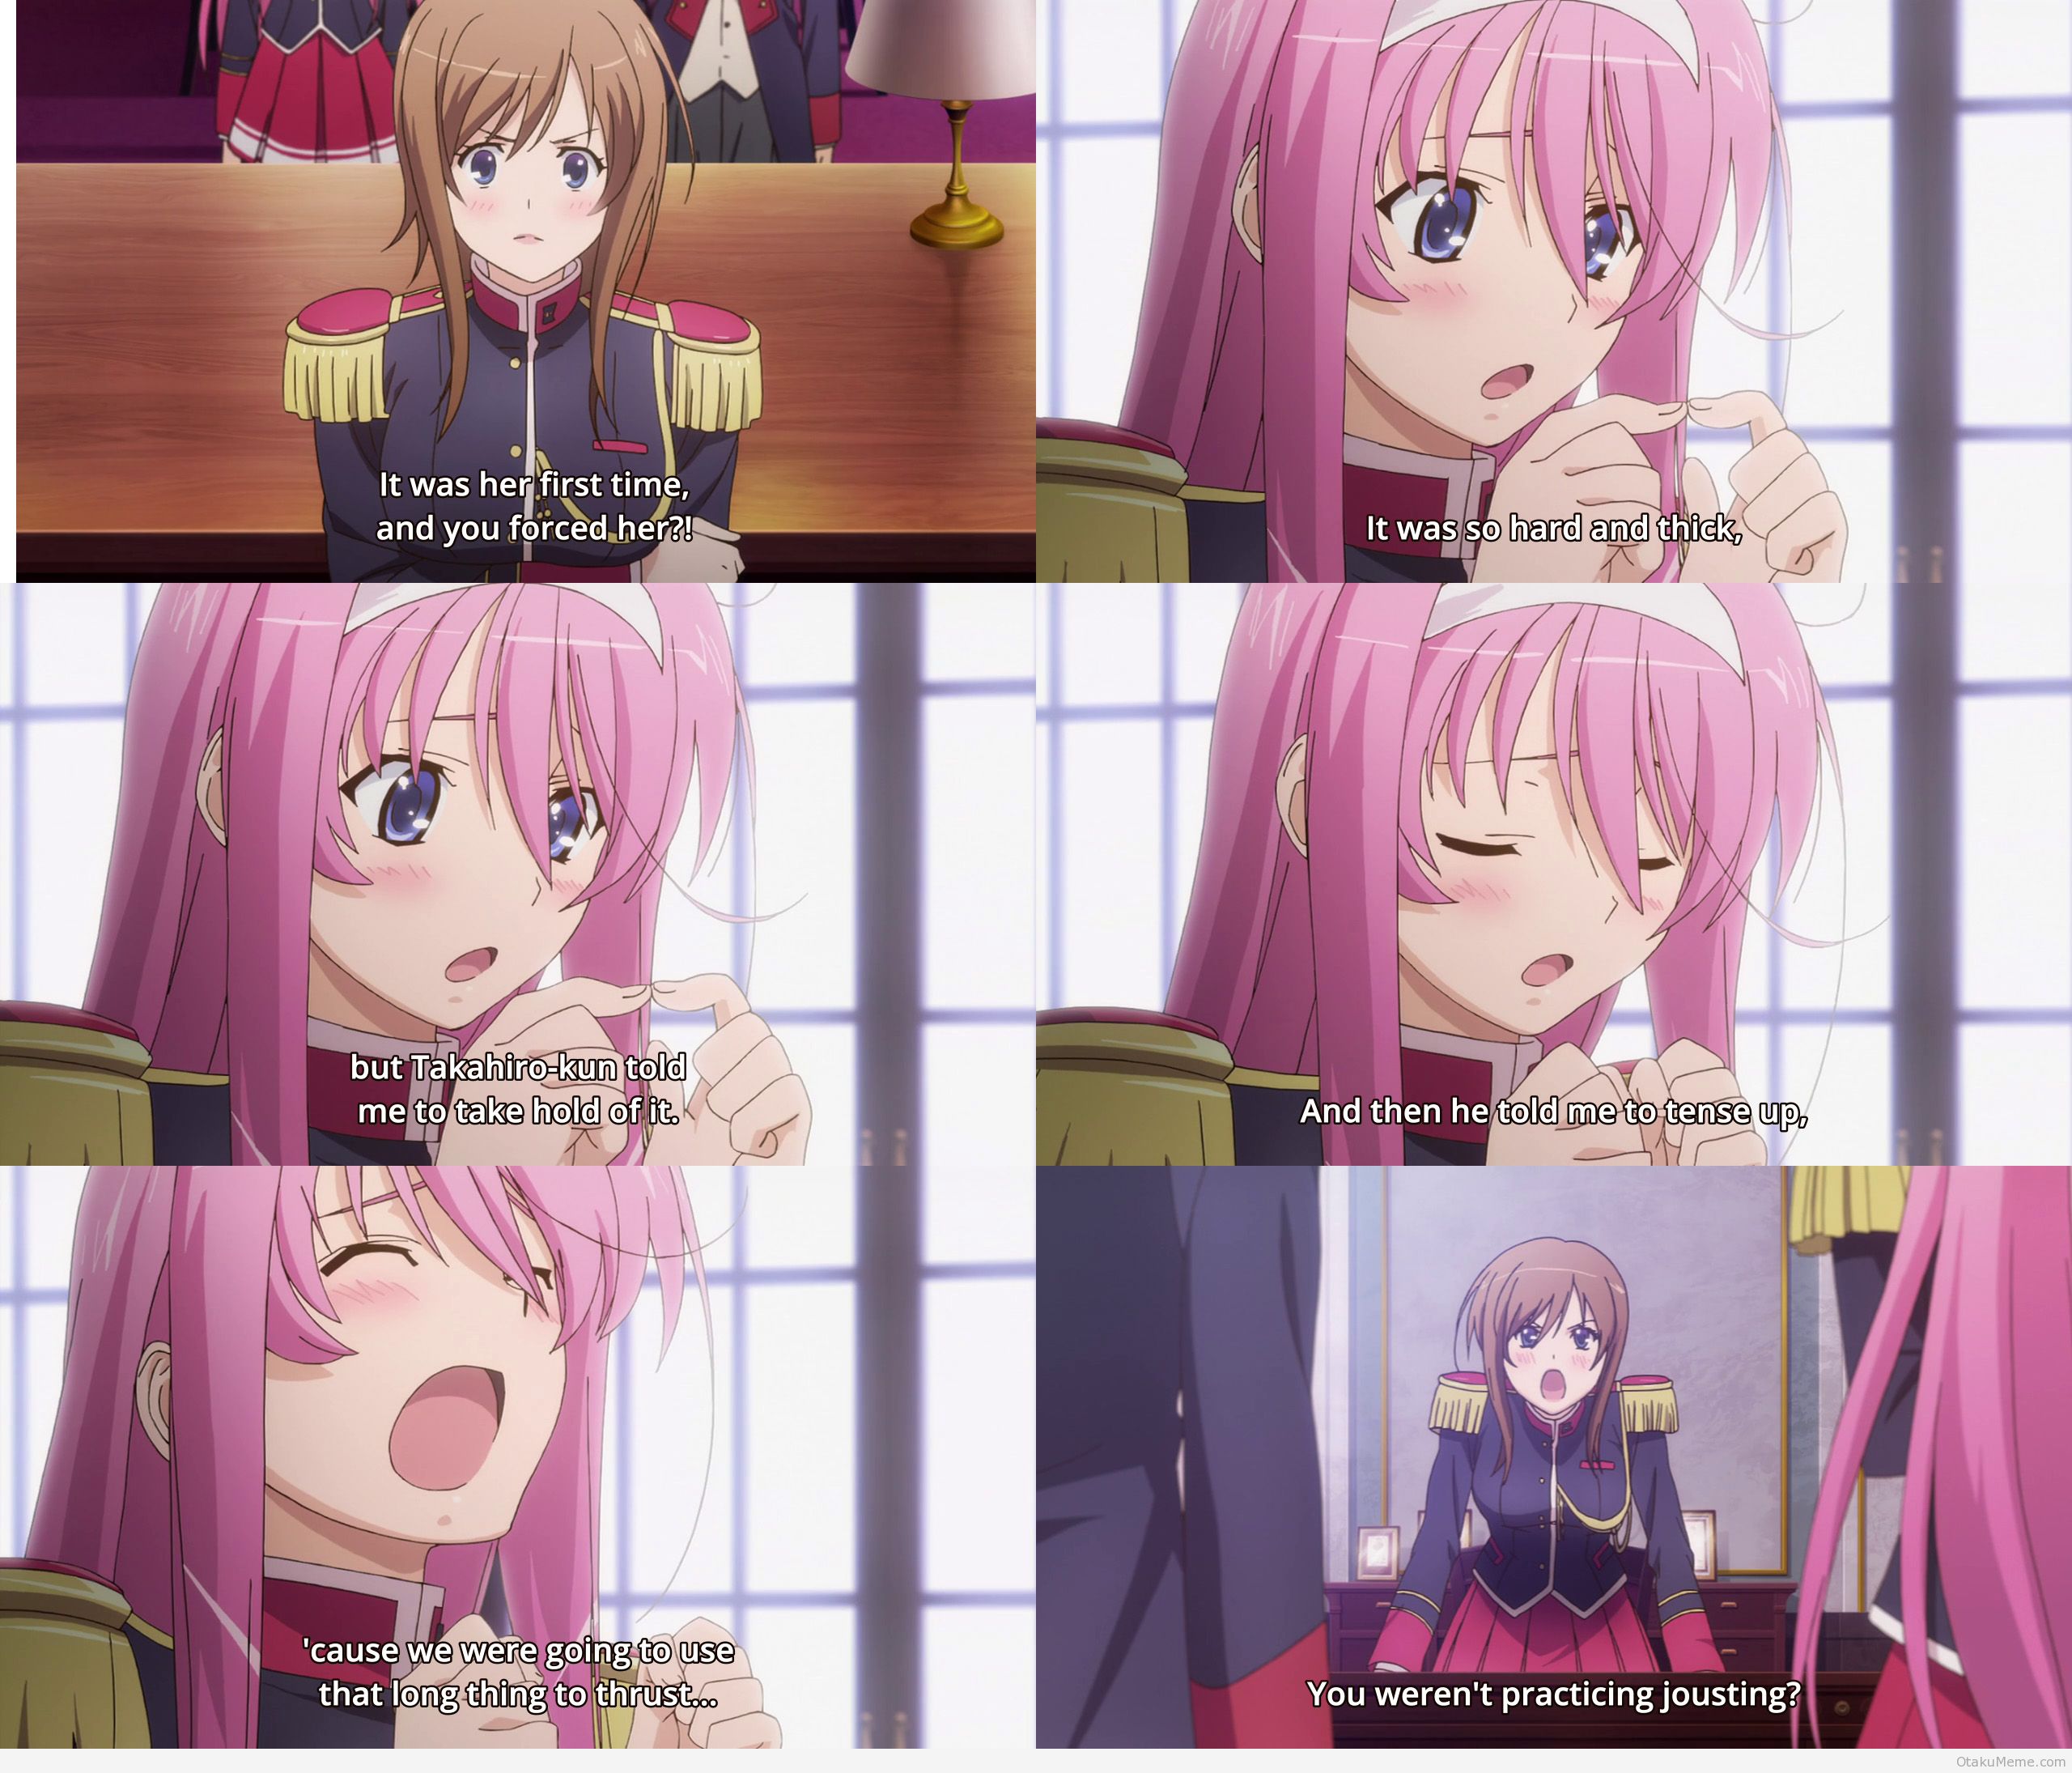 It was her first time,
and you forced her?!
It was so hard and thick,
but Takahiro-kun told
me to take hold of it.
And then he told me to tense up,
'cause we were going to use
that long thing to thrust...
You weren't practicing jousting?
OtakuMeme.com